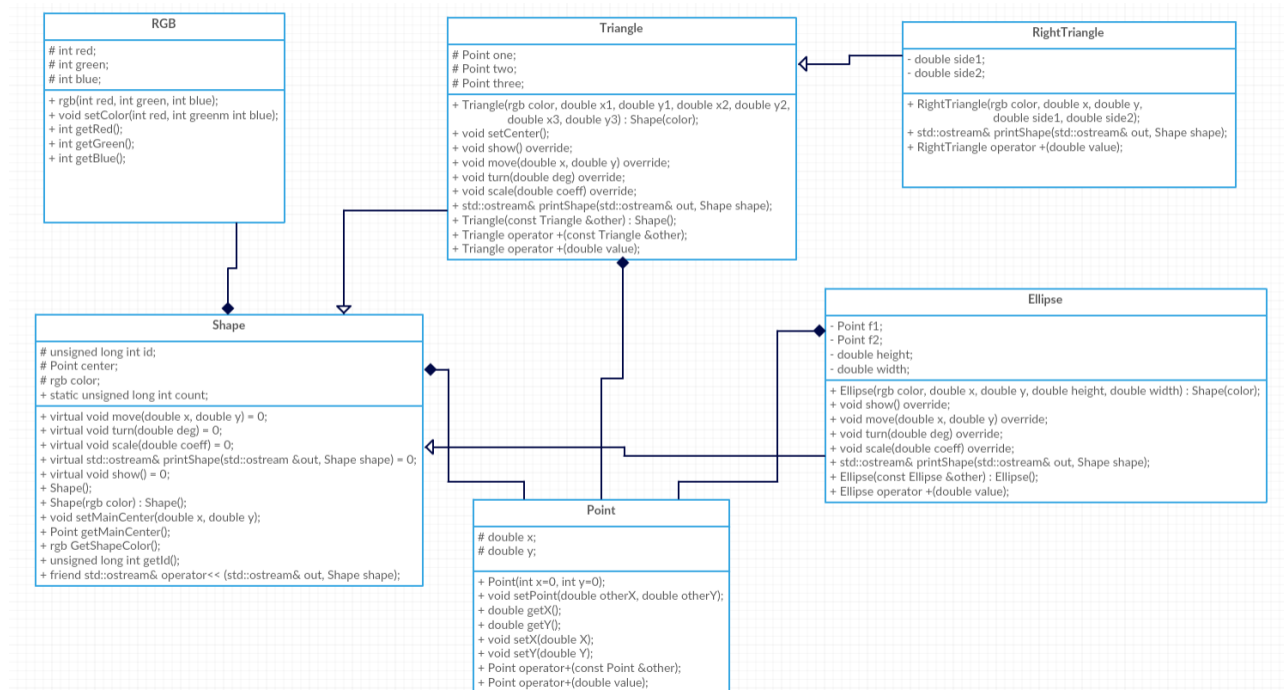 RGB
# int red;
# int green;
# int blue;
+ rgb(int red, int green, int blue);
+ void setColor(int red, int greenm int blue);
+ int getRed();
+ int getGreen();
+ int getBlue();
Triangle
# Point one;
# Point two;
# Point three;
+ Triangle(rgb color, double x1, double y1, double x2, double y2,
double x3, double y3) : Shape(color);
+ void setCenter();
+ void show() override;
+ void move(double x, double y) override;
+ void turn(double deg) override;
+ void scale(double coeff) override;
+ std::ostream& printShape(std::ostream& out, Shape shape);
+ Triangle(const Triangle &other) : Shape();
+ Triangle operator +(const Triangle &other);
+ Triangle operator +(double value);
RightTriangle
- double side1;
- double side2;
+ RightTriangle(rgb color, double x, double y,
double side1, double side2);
+ std::ostream& printShape(std::ostream& out, Shape shape);
+ RightTriangle operator +(double value);
Shape
# unsigned long int id;
# Point center;
# rgb color;
+ static unsigned long int count;
+ virtual void move(double x, double y) = 0;
+ virtual void turn(double deg) = 0;
+ virtual void scale(double coeff) = 0;
+ virtual std::ostream& printShape(std::ostream &out, Shape shape) = 0;
+ virtual void show() = 0;
+ Shape();
+ Shape(rgb color) : Shape();
+ void setMainCenter(double x, double y);
+ Point getMainCenter();
+ rgb GetShapeColor();
+ unsigned long int getId();
+ friend std::ostream& operator<< (std::ostream& out, Shape shape);
Ellipse
- Point f1;
- Point f2;
- double height;
- double width;
+ Ellipse(rgb color, double x, double y, double height, double width) : Shape(color);
+ void show() override;
+ void move(double x, double y) override;
+ void turn(double deg) override;
+ void scale(double coeff) override;
+ std::ostream& printShape(std::ostream& out, Shape shape);
+ Ellipse(const Ellipse &other) : Ellipse();
+ Ellipse operator +(double value);
Point
# double x;
# double y;
+ Point(int x=0, int y=0);
+ void setPoint(double otherX, double otherY);
+ double getX();
+ double getY();
+ void setX(double X);
+ void setY(double Y);
+ Point operator+(const Point &other);
+ Point operator+(double value);